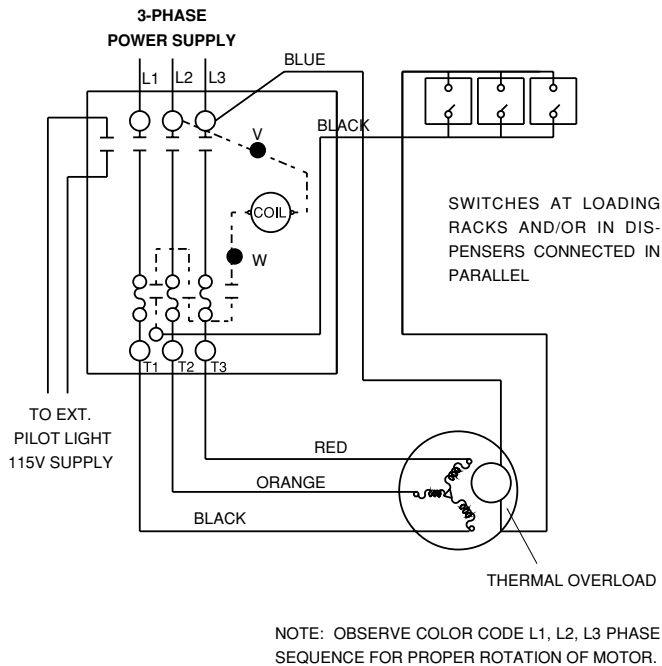 3-PHASE
POWER SUPPLY
BLUE
L1 L2 L3
BLACK
V
COIL
W
SWITCHES AT LOADING
RACKS AND/OR IN DIS-
PENSERS CONNECTED IN
PARALLEL
T1 T2 T3
TO EXT.
PILOT LIGHT
115V SUPPLY
RED
ORANGE
BLACK
THERMAL OVERLOAD
NOTE: OBSERVE COLOR CODE L1, L2, L3 PHASE
SEQUENCE FOR PROPER ROTATION OF MOTOR.